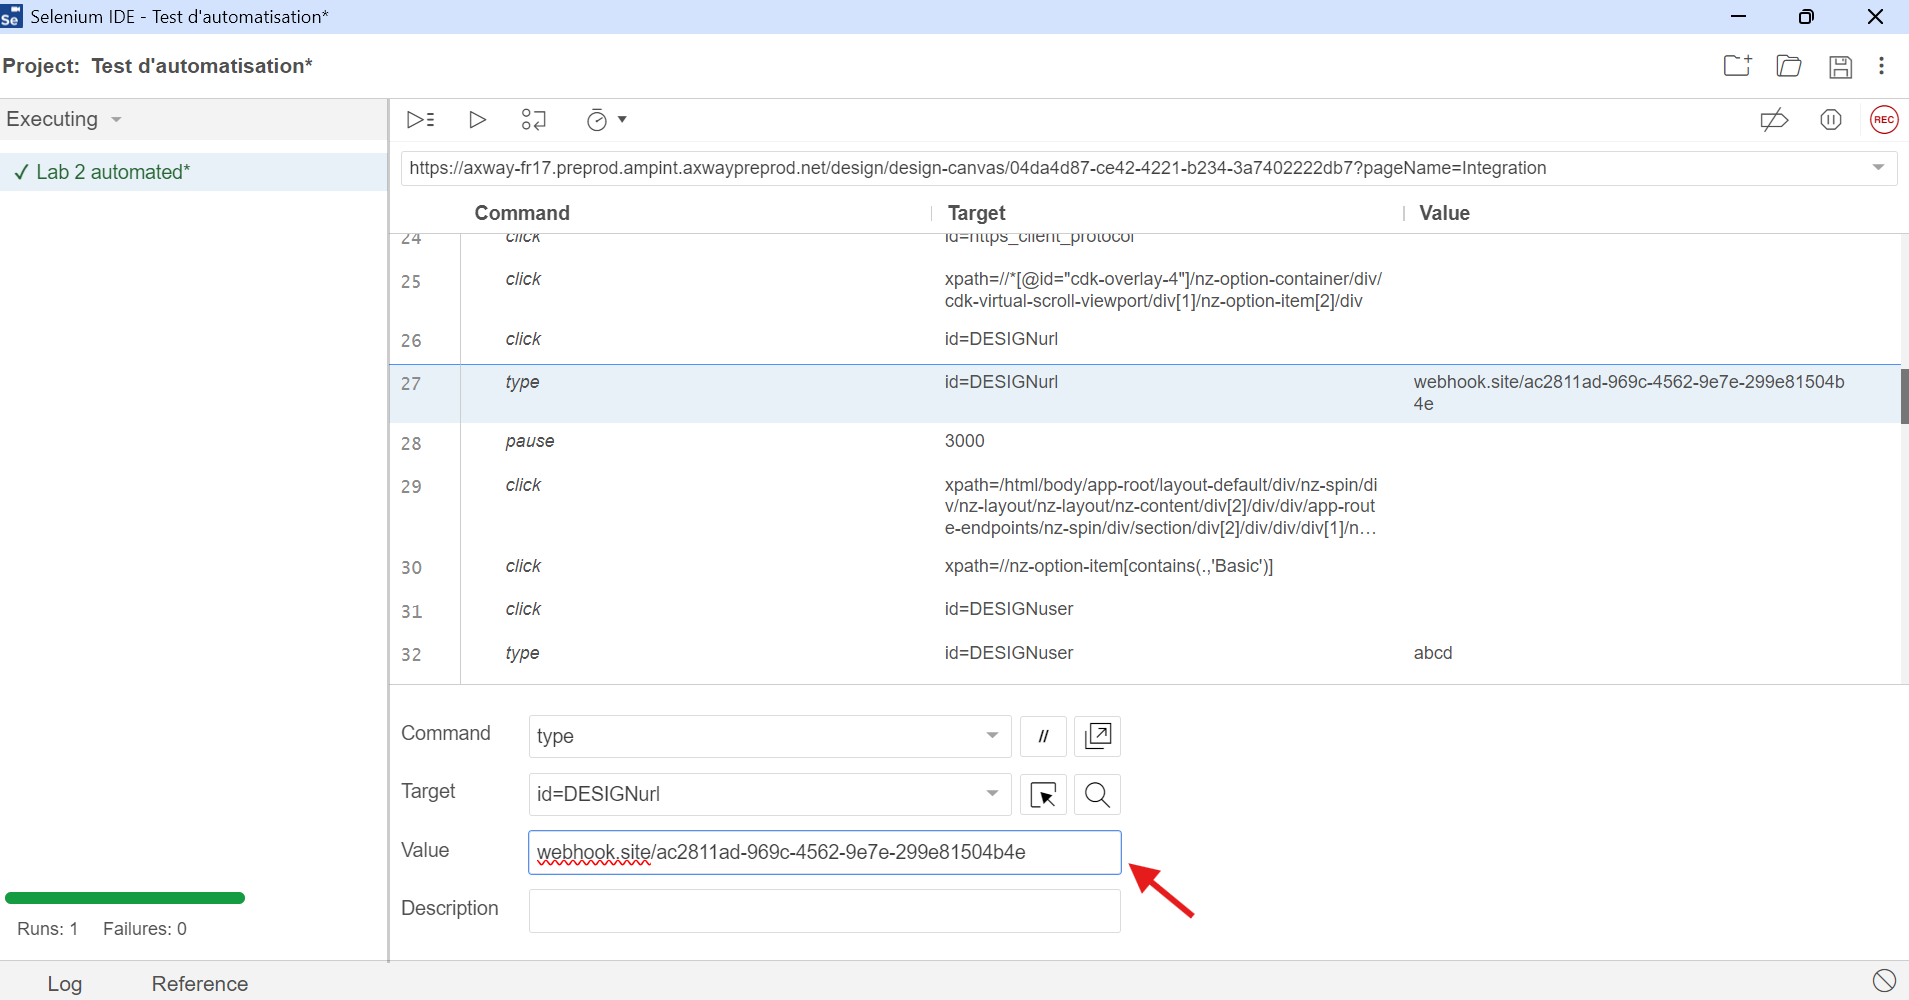 Selenium IDE - Test d'automatisation*
Project: Test d'automatisation*
Executing
REC
✓ Lab 2 automated*
https://axway-fr17.preprod.ampint.axwaypreprod.net/design/design-canvas/04da4d87-ce42-4221-b234-3a7402222db7?pageName=Integration
Command Target Value
24 click id=https_client_protocol
25 click xpath=//*[@id="cdk-overlay-4"]/nz-option-container/div/
cdk-virtual-scroll-viewport/div[1]/nz-option-item[2]/div
26 click id=DESIGNurl
27 type id=DESIGNurl webhook.site/ac2811ad-969c-4562-9e7e-299e81504b
4e
28 pause 3000
29 click xpath=/html/body/app-root/layout-default/div/nz-spin/di
v/nz-layout/nz-layout/nz-content/div[2]/div/div/app-rout
e-endpoints/nz-spin/div/section/div[2]/div/div/div[1]/n...
30 click xpath=//nz-option-item[contains(.,'Basic')]
31 click id=DESIGNuser
32 type id=DESIGNuser abcd
Command type //
Target id=DESIGNurl
Value webhook.site/ac2811ad-969c-4562-9e7e-299e81504b4e
Description
Runs: 1 Failures: 0
Log Reference